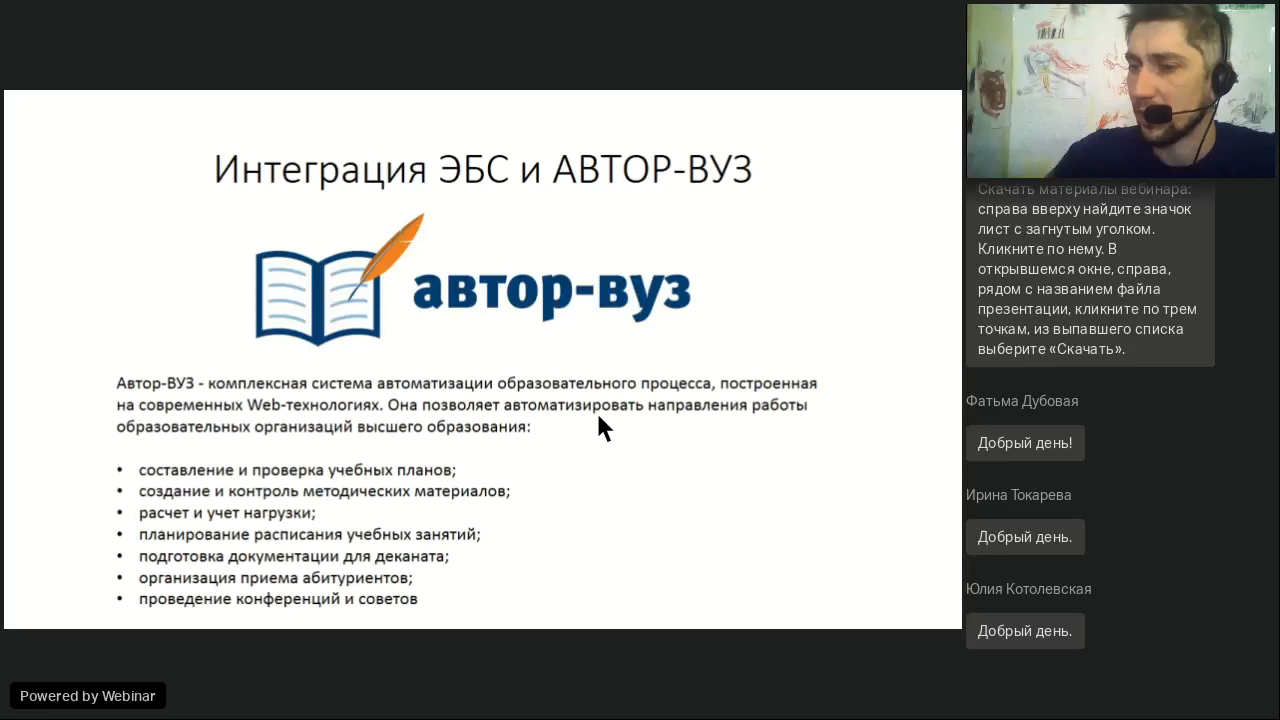 Интеграция ЭБС и АВТОР-ВУЗ
автор-вуз
Автор-ВУЗ - комплексная система автоматизации образовательного процесса, построенная
на современных Web-технологиях. Она позволяет автоматизировать направления работы
образовательных организаций высшего образования:
• составление и проверка учебных планов;
• создание и контроль методических материалов;
• расчет и учет нагрузки;
• планирование расписания учебных занятий;
• подготовка документации для деканата;
• организация приема абитуриентов;
• проведение конференций и советов
Скачать материалы вебинара:
справа вверху найдите значок
лист с загнутым уголком.
Кликните по нему. В
открывшемся окне, справа,
рядом с названием файла
презентации, кликните по трем
точкам, из выпавшего списка
выберите «Скачать».
Фатьма Дубовая
Добрый день!
Ирина Токарева
Добрый день.
Юлия Котолевская
Добрый день.
Powered by Webinar